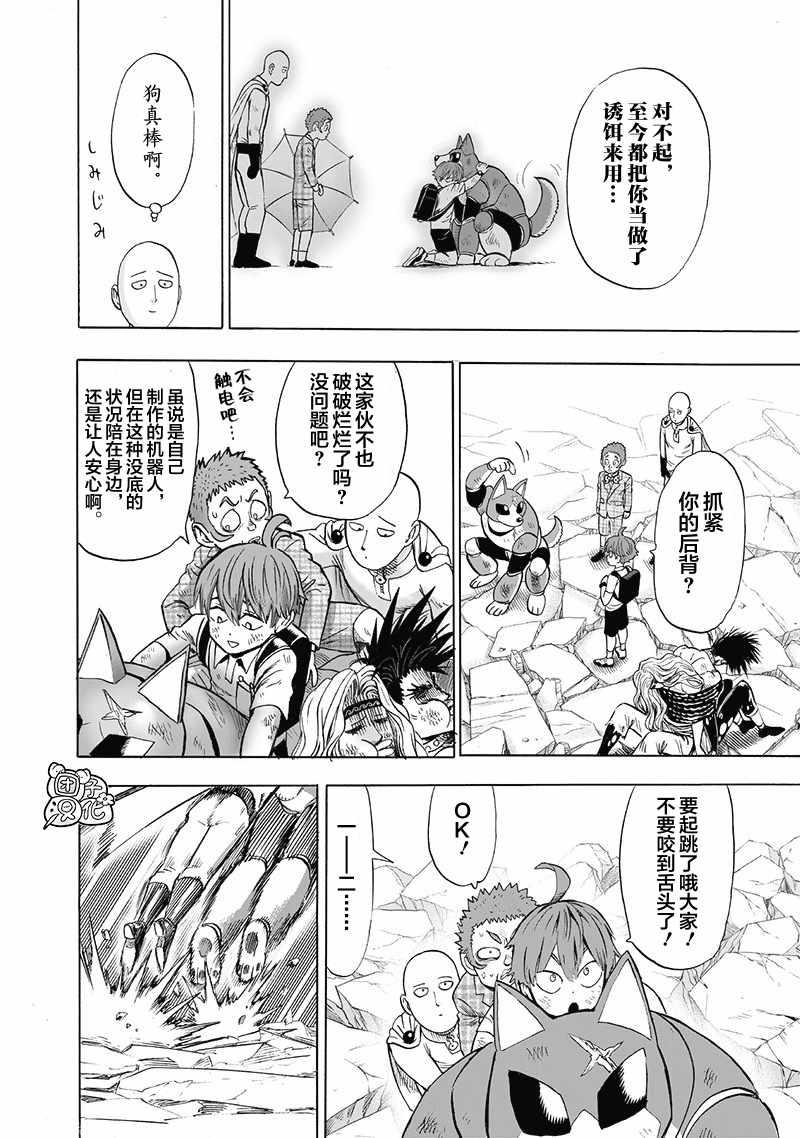 对不起，
至今都把你当做了
诱饵来用…
狗真棒啊。
しみじみ
抓紧
你的后背？
这家伙不也
破破烂烂了吗？
没问题吧？
不会
触电吧…
虽说是自己
制作的机器人，
但在这种没底的
状况陪在身边，
还是让人安心啊。
要起跳了哦大家！
不要咬到舌头了！
OK！
一——二……
团子
汉化